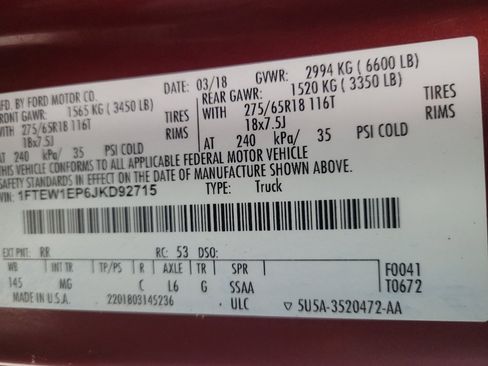 MFD. BY FORD MOTOR CO. DATE: 03/18 GVWR: 2994 KG ( 6600 LB)
FRONT GAWR: 1565 KG ( 3450 LB) REAR GAWR: 1520 KG ( 3350 LB)
WITH 275/65R18 116T TIRES WITH 275/65R18 116T TIRES
18x7.5J RIMS 18x7.5J RIMS
AT 240 kPa/ 35 PSI COLD AT 240 kPa/ 35 PSI COLD
THIS VEHICLE CONFORMS TO ALL APPLICABLE FEDERAL MOTOR VEHICLE
SAFETY STANDARDS IN EFFECT ON THE DATE OF MANUFACTURE SHOWN ABOVE.
VIN: 1FTEW1EP6JKD92715 TYPE: Truck
EXT PNT: RR RC: 53 DSO:
WB INT TR TP/PS R AXLE TR SPR F0041
145 MG C L6 G SSAA T0672
MADE IN U.S.A. 2201803145236 ULC ▽ 5U5A-3520472-AA